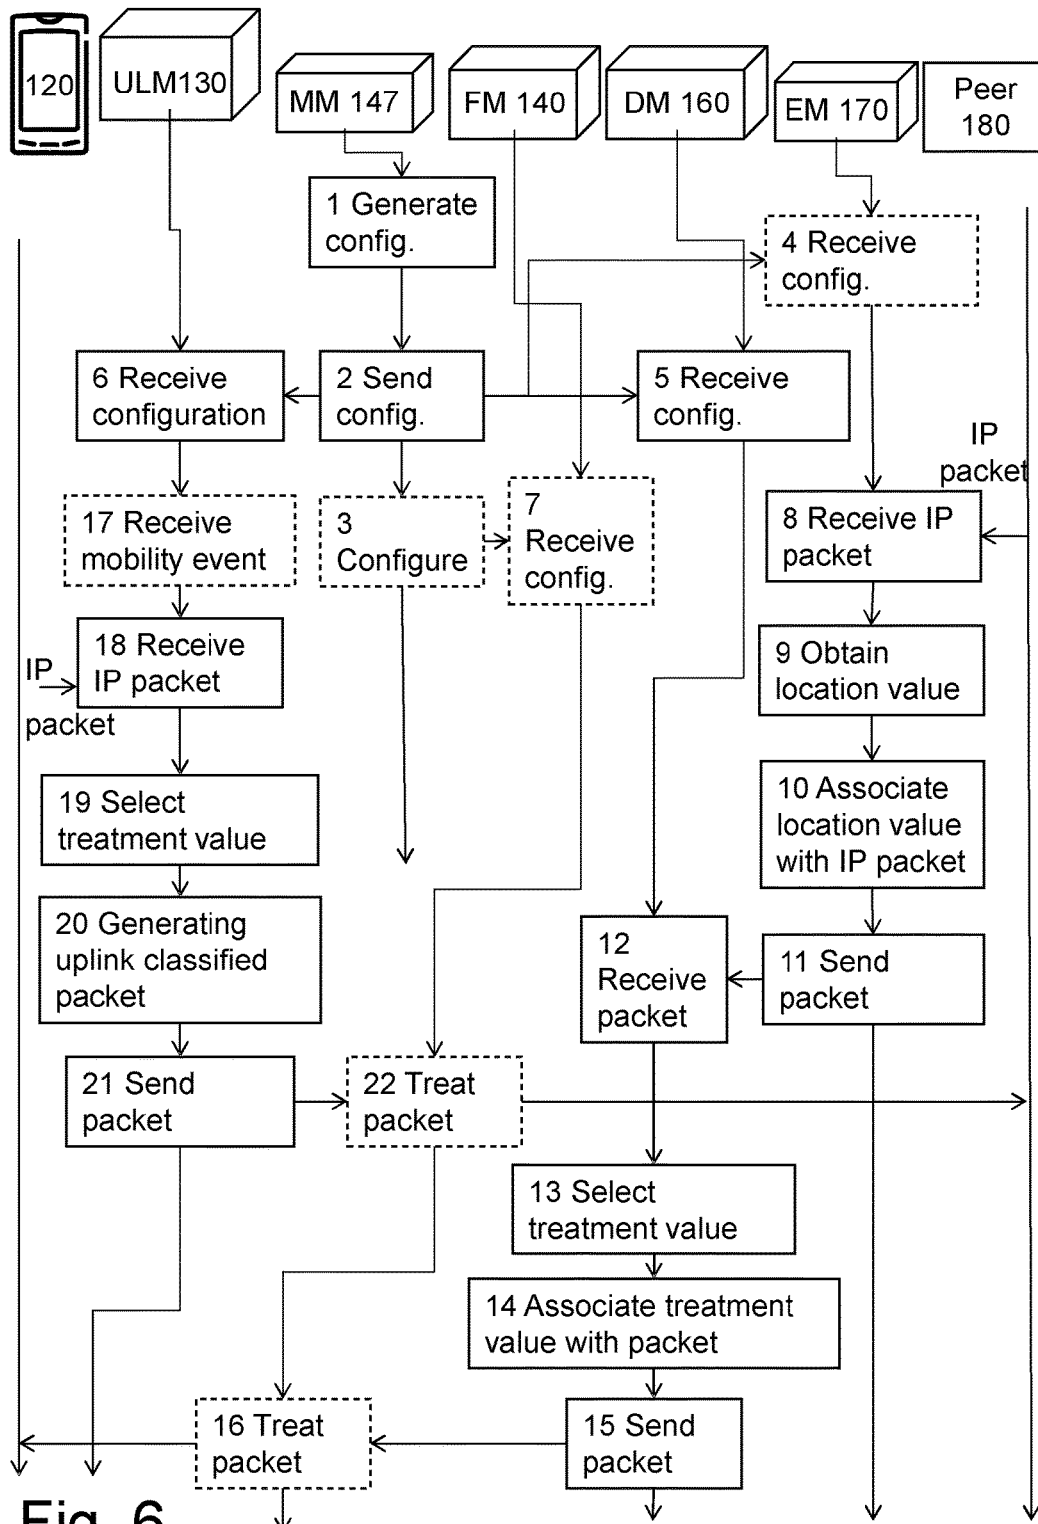 120
ULM130
MM 147
FM 140
DM 160
EM 170
Peer
180
1 Generate
config.
4 Receive
config.
6 Receive
configuration
2 Send
config.
5 Receive
config.
IP
packet
17 Receive
mobility event
3
Configure
7
Receive
config.
8 Receive IP
packet
18 Receive
IP packet
IP
packet
9 Obtain
location value
19 Select
treatment value
10 Associate
location value
with IP packet
20 Generating
uplink classified
packet
12
Receive
packet
11 Send
packet
21 Send
packet
22 Treat
packet
13 Select
treatment value
14 Associate treatment
value with packet
16 Treat
packet
15 Send
packet
Fig. 6